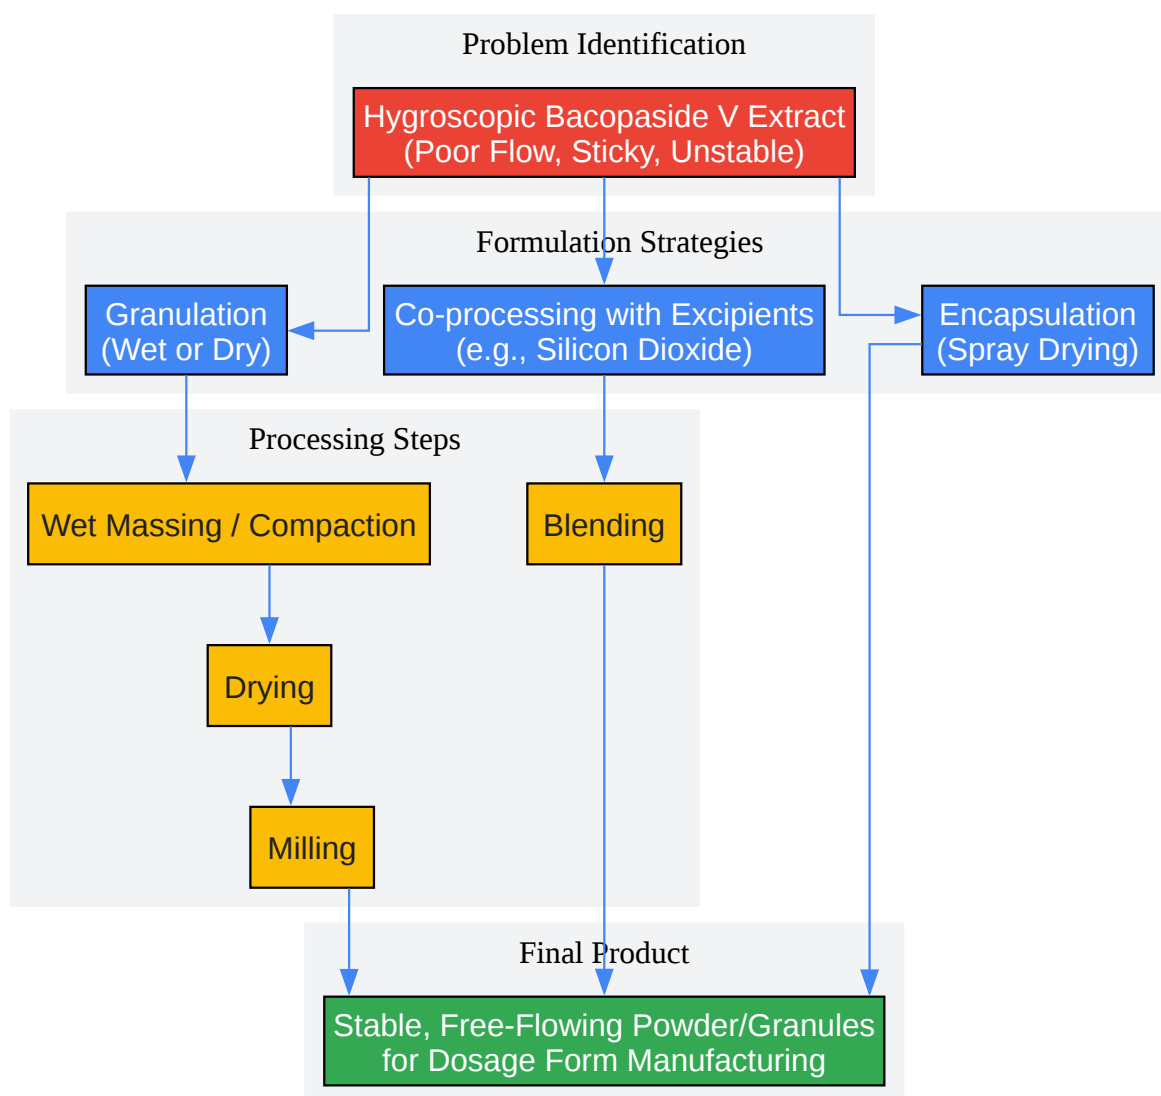 Problem Identification
Hygroscopic Bacopaside V Extract
(Poor Flow, Sticky, Unstable)
Formulation Strategies
Granulation
(Wet or Dry)
Co-processing with Excipients
(e.g., Silicon Dioxide)
Encapsulation
(Spray Drying)
Processing Steps
Wet Massing / Compaction
Blending
Drying
Milling
Final Product
Stable, Free-Flowing Powder/Granules
for Dosage Form Manufacturing